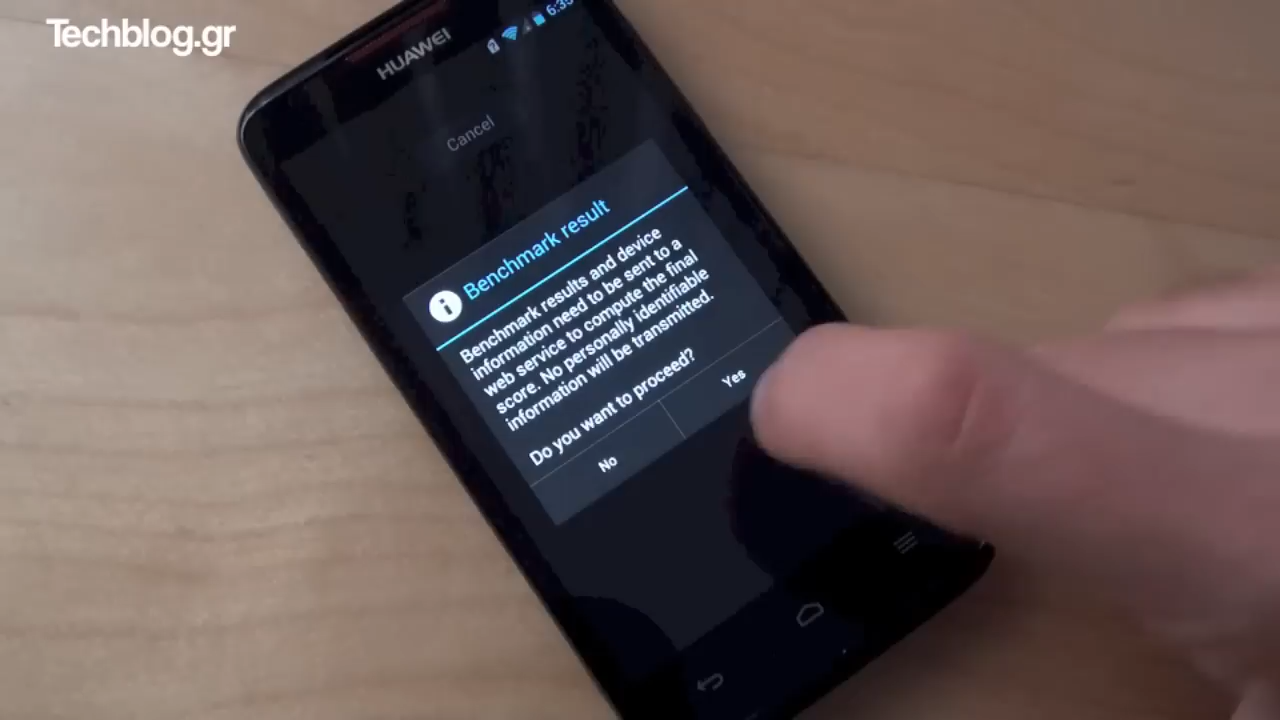 Techblog.gr
HUAWEI
Cancel
Benchmark result
Benchmark results and device
information need to be sent to a
web service to compute the final
score. No personally identifiable
information will be transmitted.
Do you want to proceed?
No
Yes